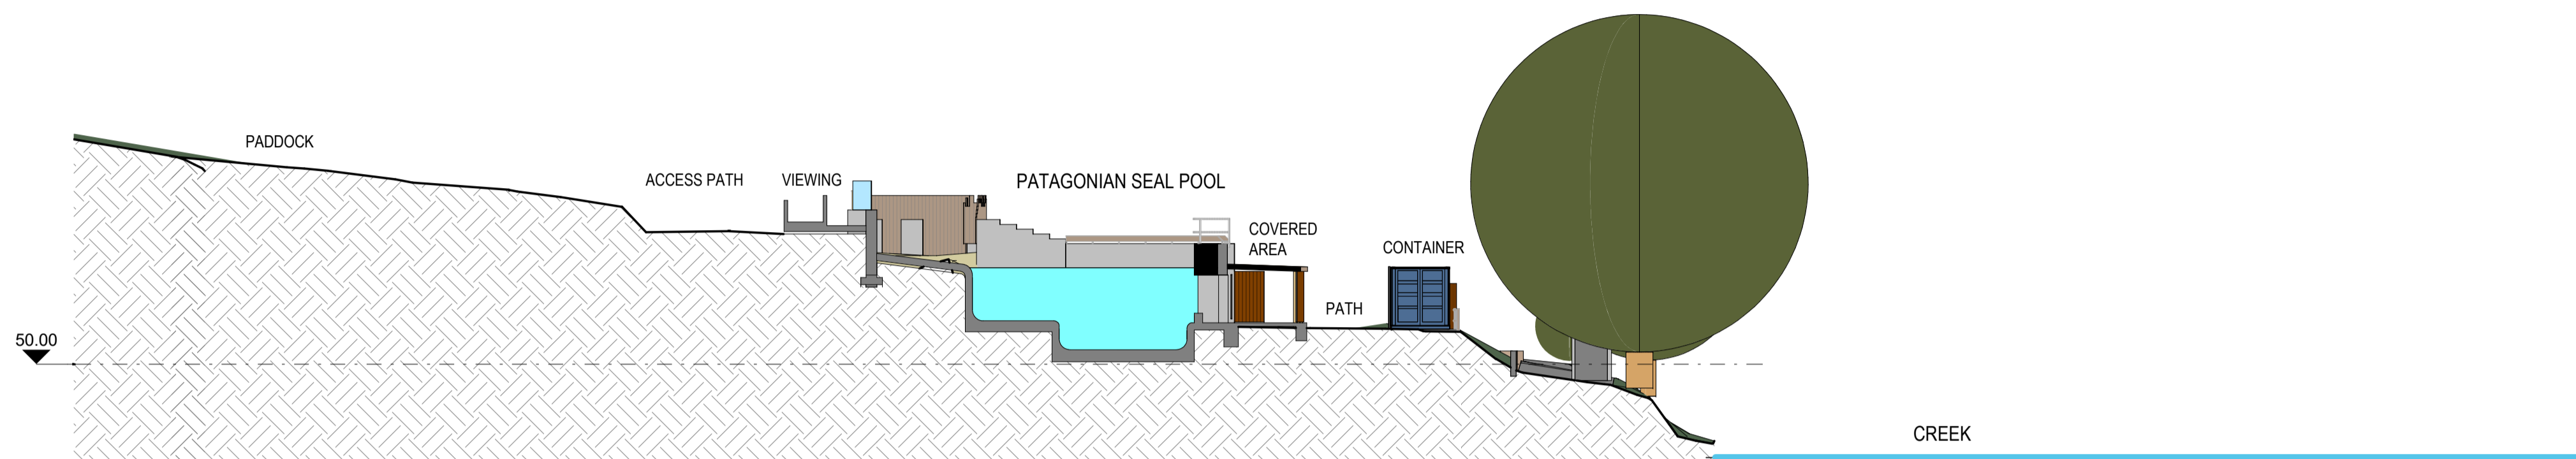 PADDOCK
ACCESS PATH
VIEWING
PATAGONIAN SEAL POOL
COVERED
AREA
CONTAINER
PATH
50.00
CREEK